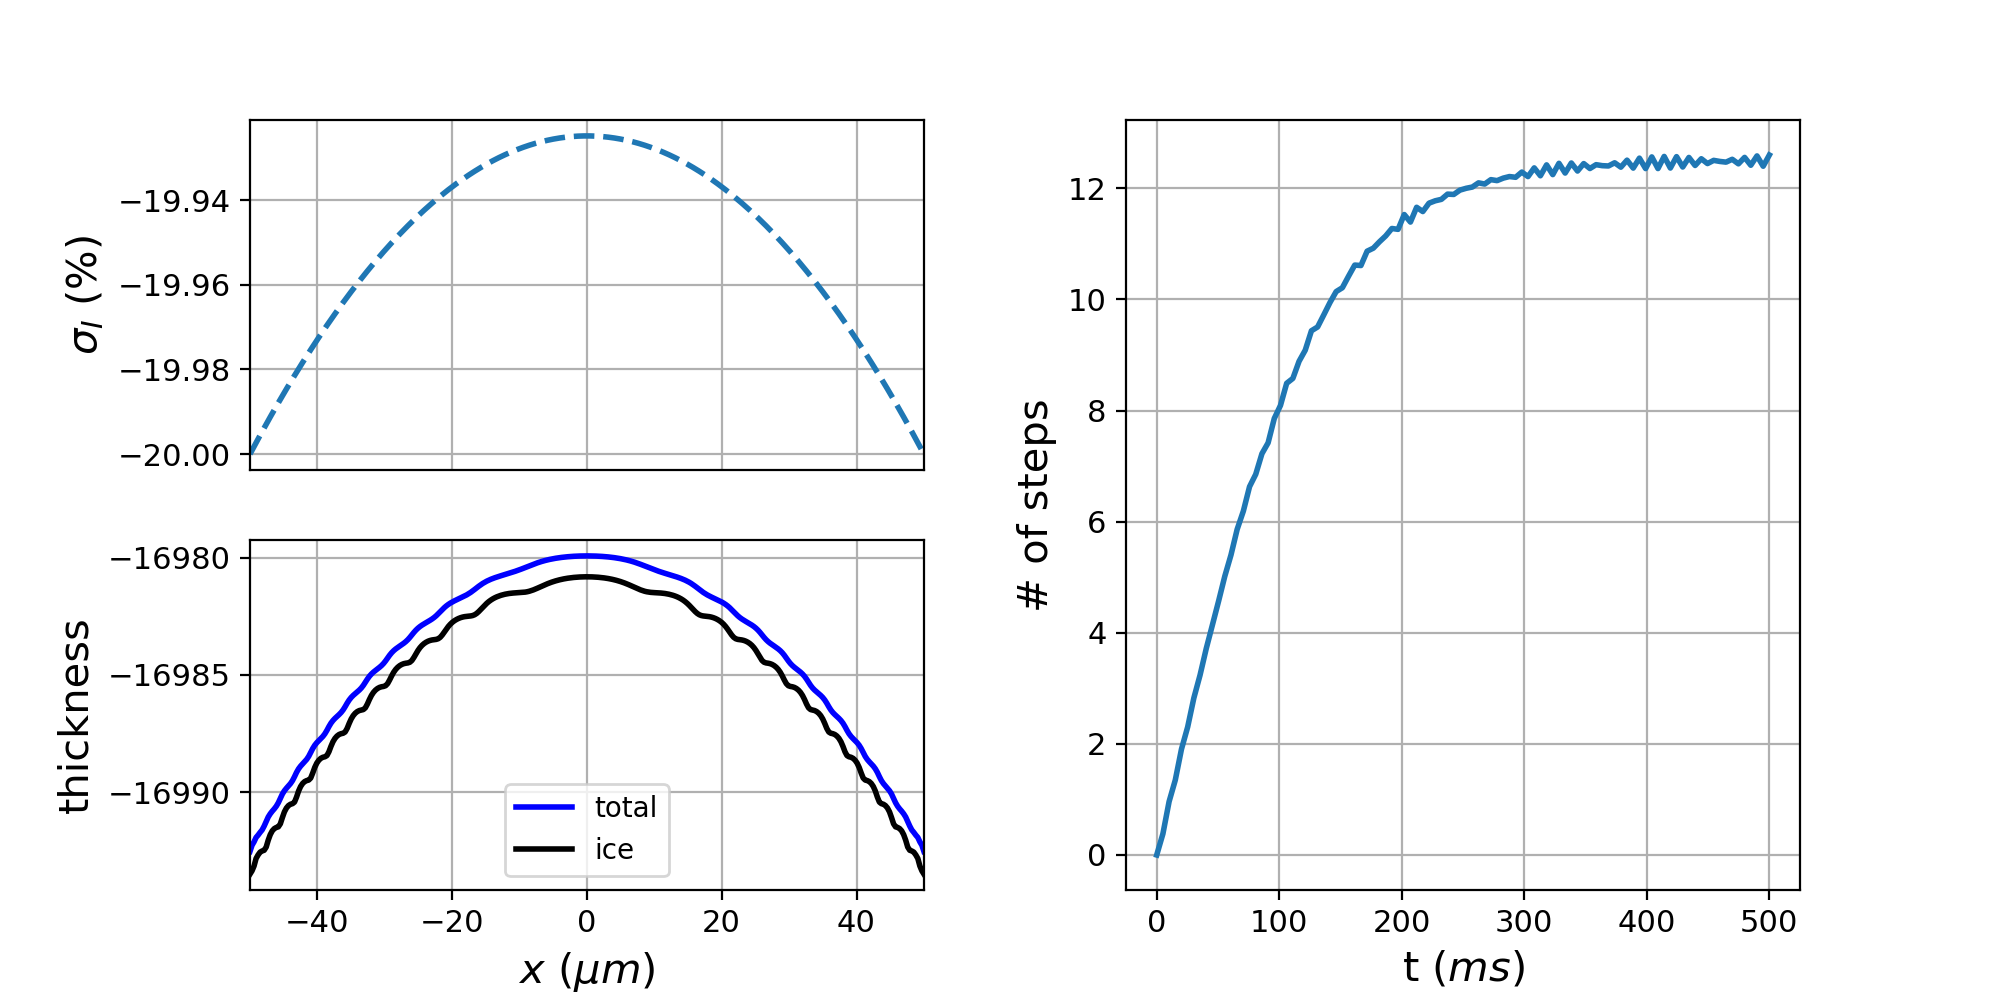 σI (%)
−19.94
−19.96
−19.98
−20.00
thickness
−16980
−16985
−16990
total
ice
−40 −20 0 20 40
x (μm)
# of steps
12
10
8
6
4
2
0
0 100 200 300 400 500
t (ms)